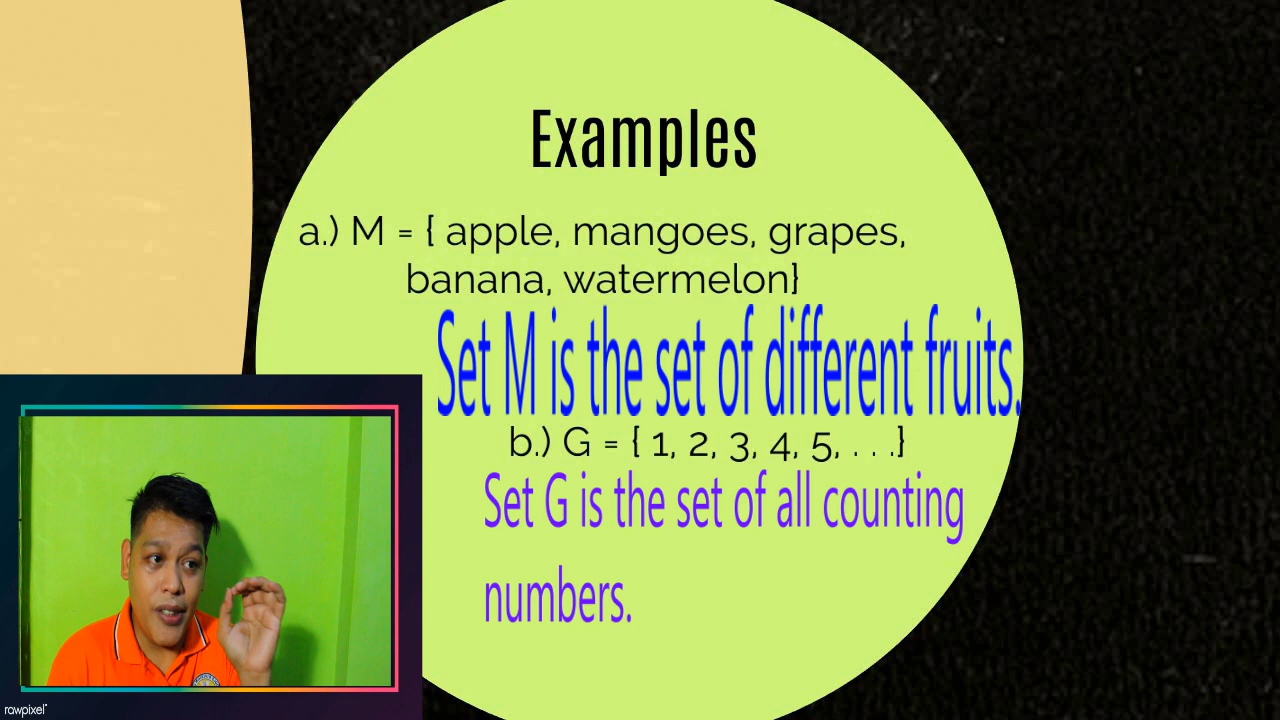 Examples
a.) M = { apple, mangoes, grapes,
banana, watermelon}
Set M is the set of different fruits.
b.) G = { 1, 2, 3, 4, 5, . . .}
Set G is the set of all counting
numbers.
rawpixel